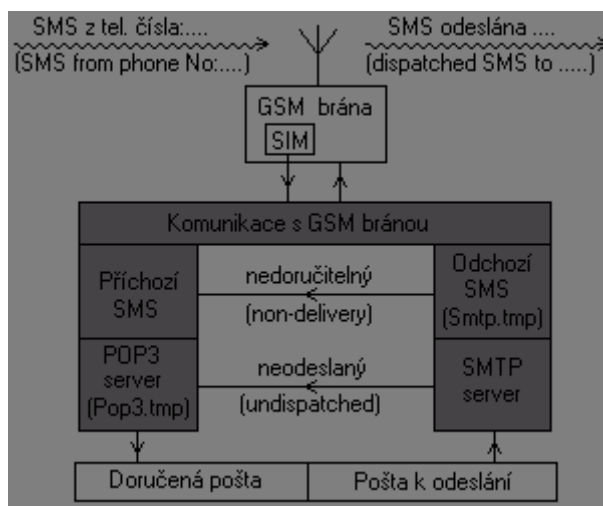 SMS z tel. čísla:....
(SMS from phone No:....)
SMS odeslána ....
(dispatched SMS to .....)
GSM brána
SIM
Komunikace s GSM bránou
Příchozí
SMS
nedoručitelný
(non-delivery)
Odchozí
SMS
(Smtp.tmp)
POP3
server
(Pop3.tmp)
neodeslaný
(undispatched)
SMTP
server
Doručená pošta
Pošta k odeslání